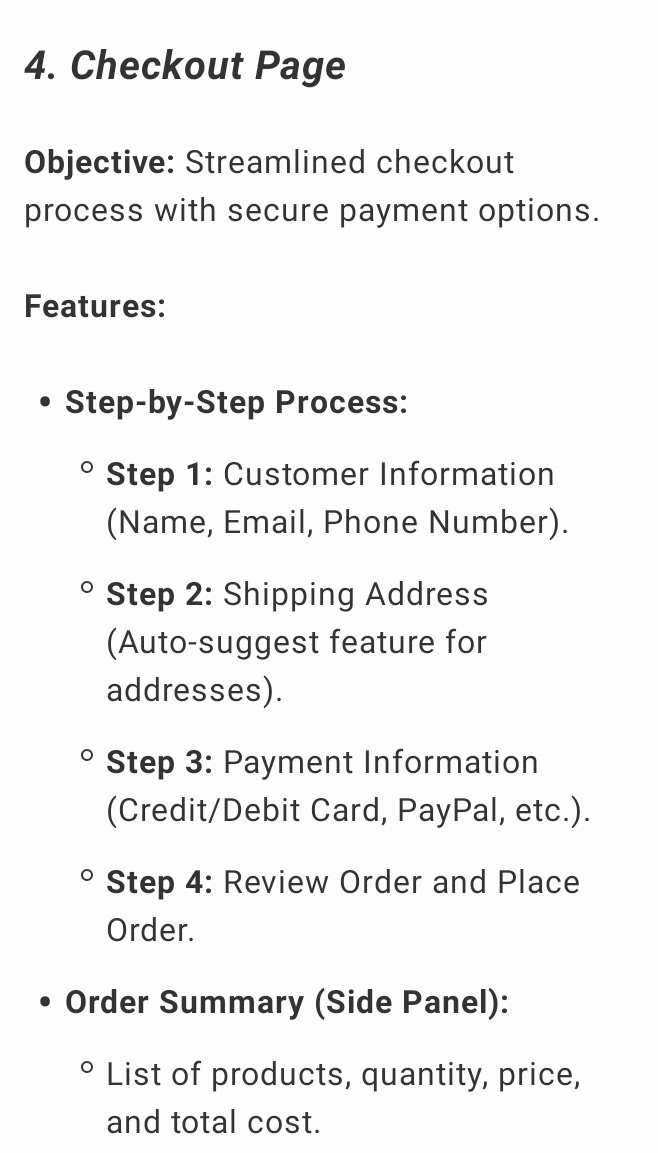 4. Checkout Page
Objective: Streamlined checkout
process with secure payment options.
Features:
• Step-by-Step Process:
○ Step 1: Customer Information
(Name, Email, Phone Number).
○ Step 2: Shipping Address
(Auto-suggest feature for
addresses).
○ Step 3: Payment Information
(Credit/Debit Card, PayPal, etc.).
○ Step 4: Review Order and Place
Order.
• Order Summary (Side Panel):
○ List of products, quantity, price,
and total cost.